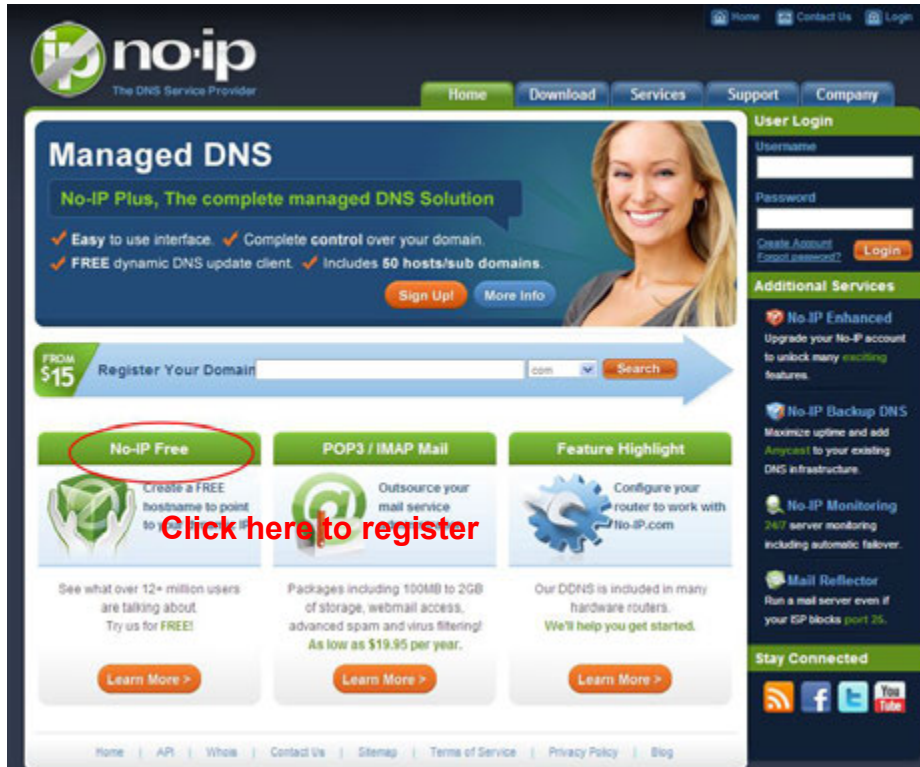 Home Contact Us Login
no-ip
The DNS Service Provider
Home Download Services Support Company
Managed DNS
No-IP Plus, The complete managed DNS Solution
Easy to use interface. Complete control over your domain.
FREE dynamic DNS update client. Includes 50 hosts/sub domains.
Sign Up! More Info
FROM
$15
Register Your Domain
com
Search
User Login
Username
Password
Create Account
Forgot password?
Login
Additional Services
No-IP Enhanced
Upgrade your No-IP account
to unlock many exciting
features.
No-IP Backup DNS
Maximize uptime and add
Anycast to your existing
DNS infrastructure.
No-IP Monitoring
24/7 server monitoring
including automatic failover.
Mail Reflector
Run a mail server even if
your ISP blocks port 25.
Stay Connected
You
Tube
No-IP Free
Create a FREE
hostname to point
to IP
Click here to register
See what over 12+ million users
are talking about.
Try us for FREE!
Learn More >
POP3 / IMAP Mail
Outsource your
mail service
Packages including 100MB to 2GB
of storage, webmail access,
advanced spam and virus filtering!
As low as $19.95 per year.
Learn More >
Feature Highlight
Configure your
router to work with
No-IP.com
Our DDNS is included in many
hardware routers.
We'll help you get started.
Learn More >
Home | API | Whois | Contact Us | Sitemap | Terms of Service | Privacy Policy | Blog